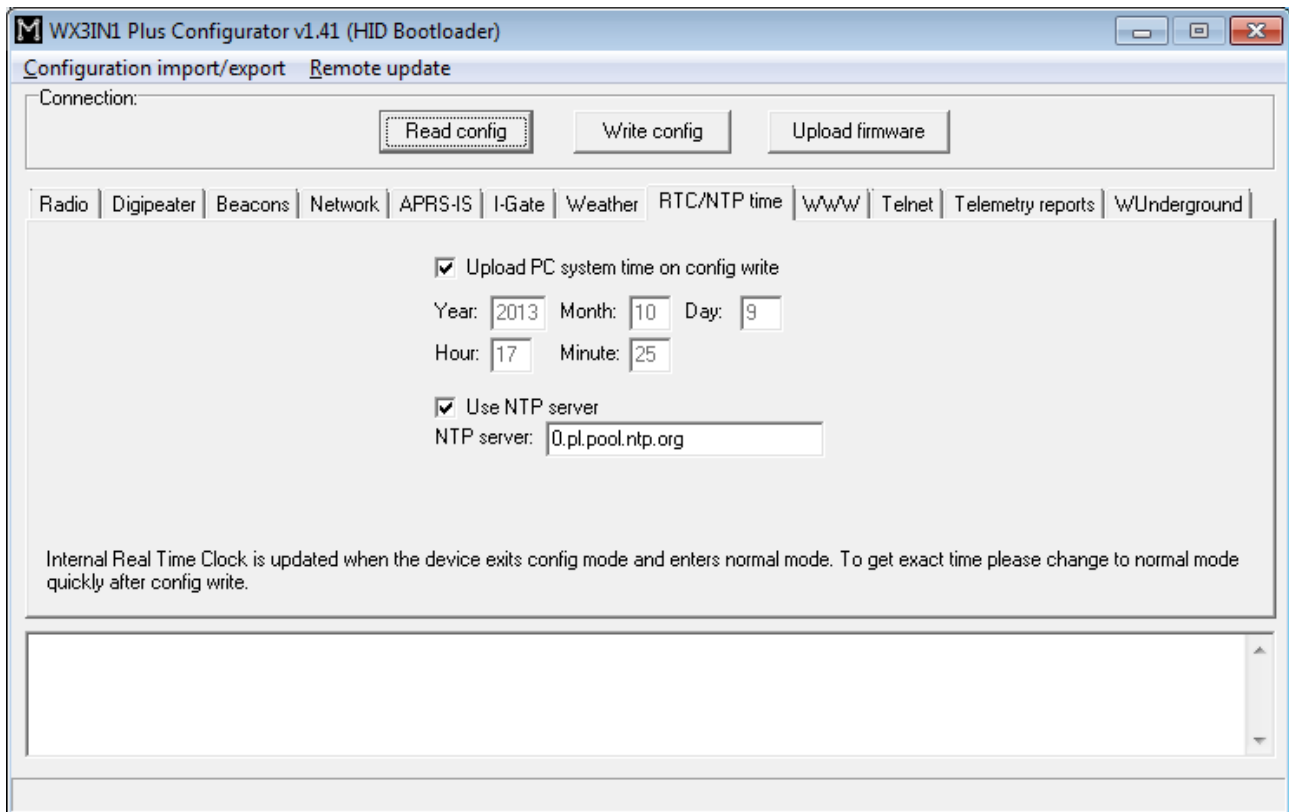 WX3IN1 Plus Configurator v1.41 (HID Bootloader)
Configuration import/export Remote update
Connection:
Read config Write config Upload firmware
Radio Digipeater Beacons Network APRS-IS I-Gate Weather RTC/NTP time WWW Telnet Telemetry reports WUnderground
Upload PC system time on config write
Year: 2013 Month: 10 Day: 9
Hour: 17 Minute: 25
Use NTP server
NTP server: 0.pl.pool.ntp.org
Internal Real Time Clock is updated when the device exits config mode and enters normal mode. To get exact time please change to normal mode
quickly after config write.